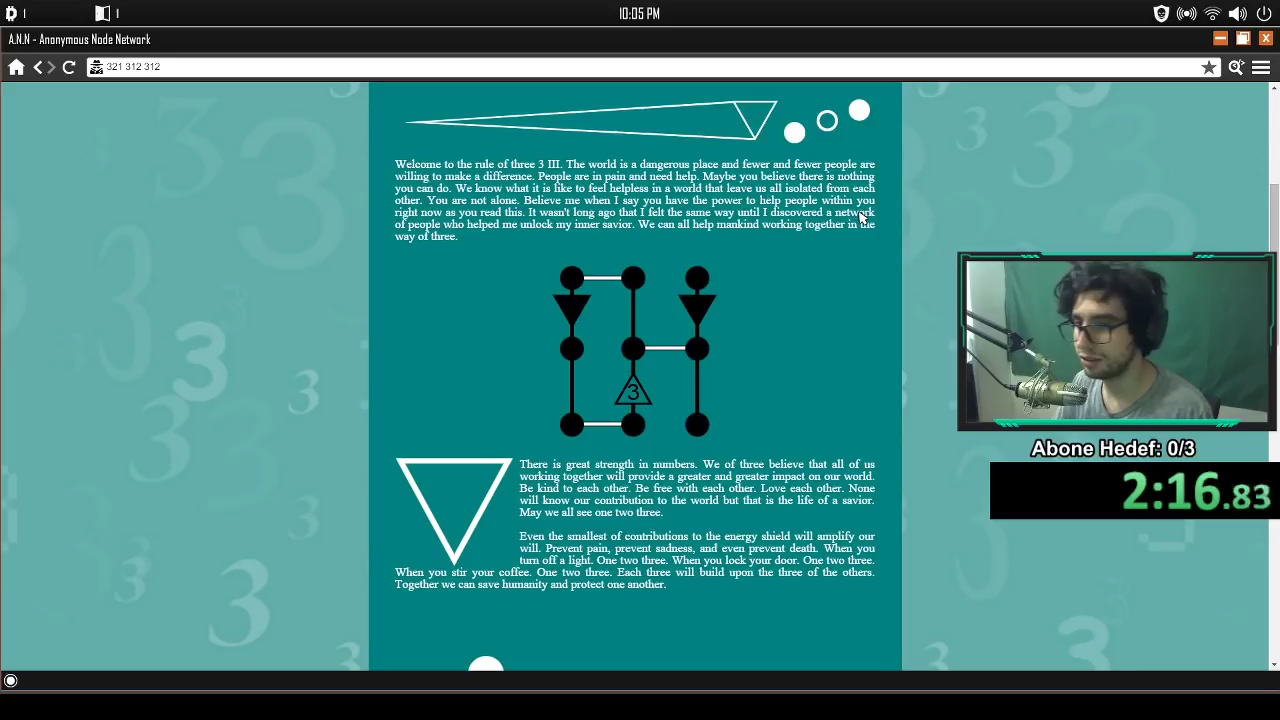 1
1
10:05 PM
A.N.N - Anonymous Node Network
321 312 312
Welcome to the rule of three 3 III. The world is a dangerous place and fewer and fewer people are
willing to make a difference. People are in pain and need help. Maybe you believe there is nothing
you can do. We know what it is like to feel helpless in a world that leave us all isolated from each
other. You are not alone. Believe me when I say you have the power to help people within you
right now as you read this. It wasn't long ago that I felt the same way until I discovered a network
of people who helped me unlock my inner savior. We can all help mankind working together in the
way of three.
3
There is great strength in numbers. We of three believe that all of us
working together will provide a greater and greater impact on our world.
Be kind to each other. Be free with each other. Love each other. None
will know our contribution to the world but that is the life of a savior.
May we all see one two three.
Even the smallest of contributions to the energy shield will amplify our
will. Prevent pain, prevent sadness, and even prevent death. When you
turn off a light. One two three. When you lock your door. One two three.
When you stir your coffee. One two three. Each three will build upon the three of the others.
Together we can save humanity and protect one another.
Abone Hedef: 0/3
2:16.83